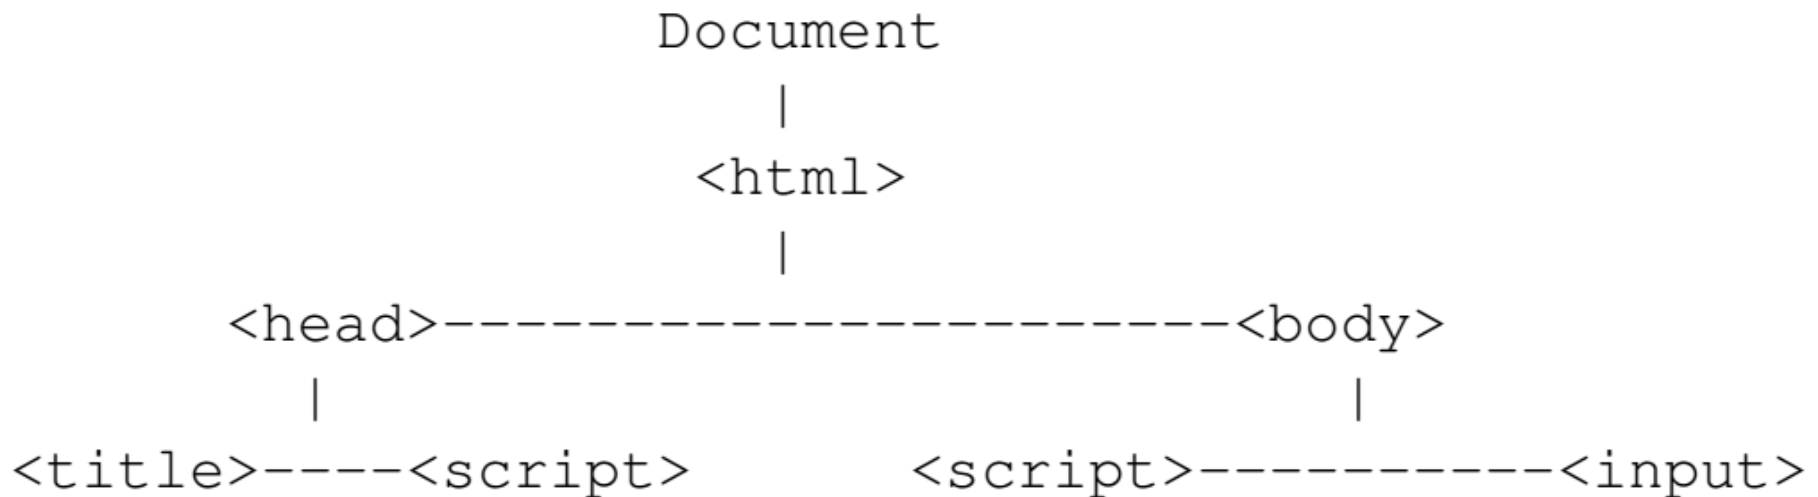 Document
|
<html>
|
<head>----------------------<body>
| |
<title>----<script> <script>----------<input>